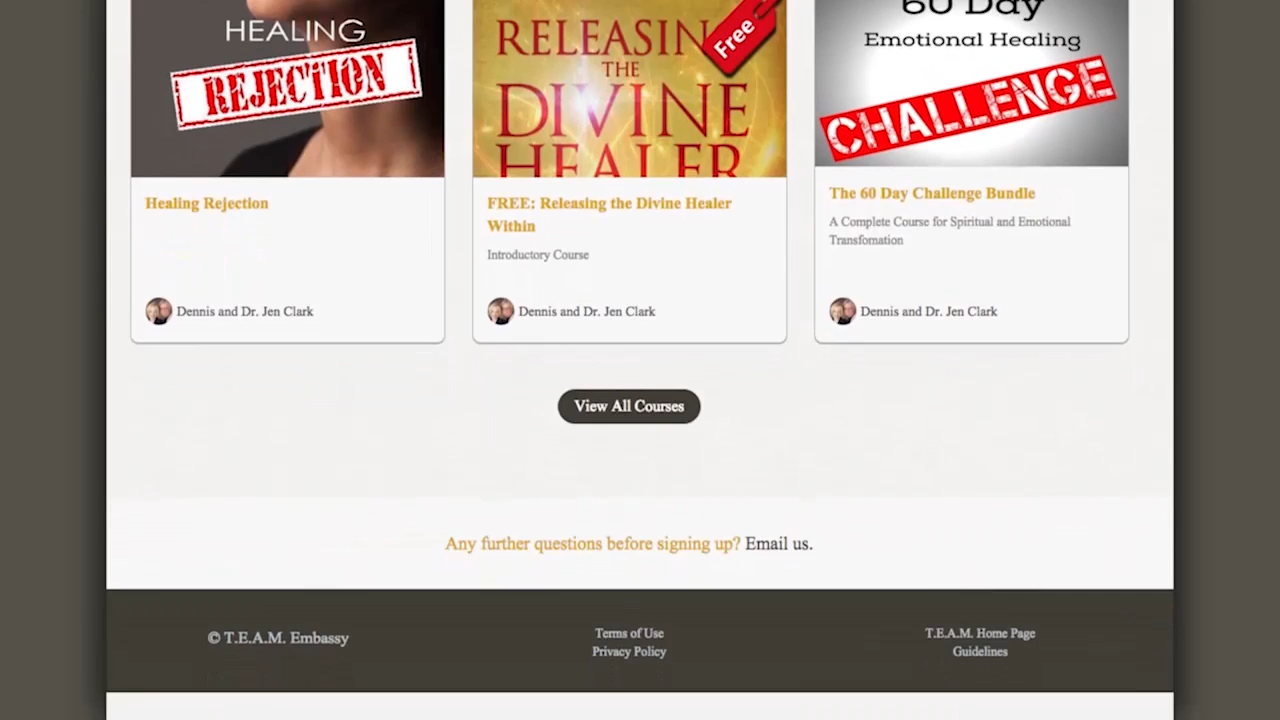 HEALING
REJECTION
RELEASIN
THE
DIVINE
HEALER
Free
60 Day
Emotional Healing
CHALLENGE
Healing Rejection
Dennis and Dr. Jen Clark
FREE: Releasing the Divine Healer
Within
Introductory Course
Dennis and Dr. Jen Clark
The 60 Day Challenge Bundle
A Complete Course for Spiritual and Emotional
Transfomation
Dennis and Dr. Jen Clark
View All Courses
Any further questions before signing up? Email us.
© T.E.A.M. Embassy
Terms of Use
Privacy Policy
T.E.A.M. Home Page
Guidelines